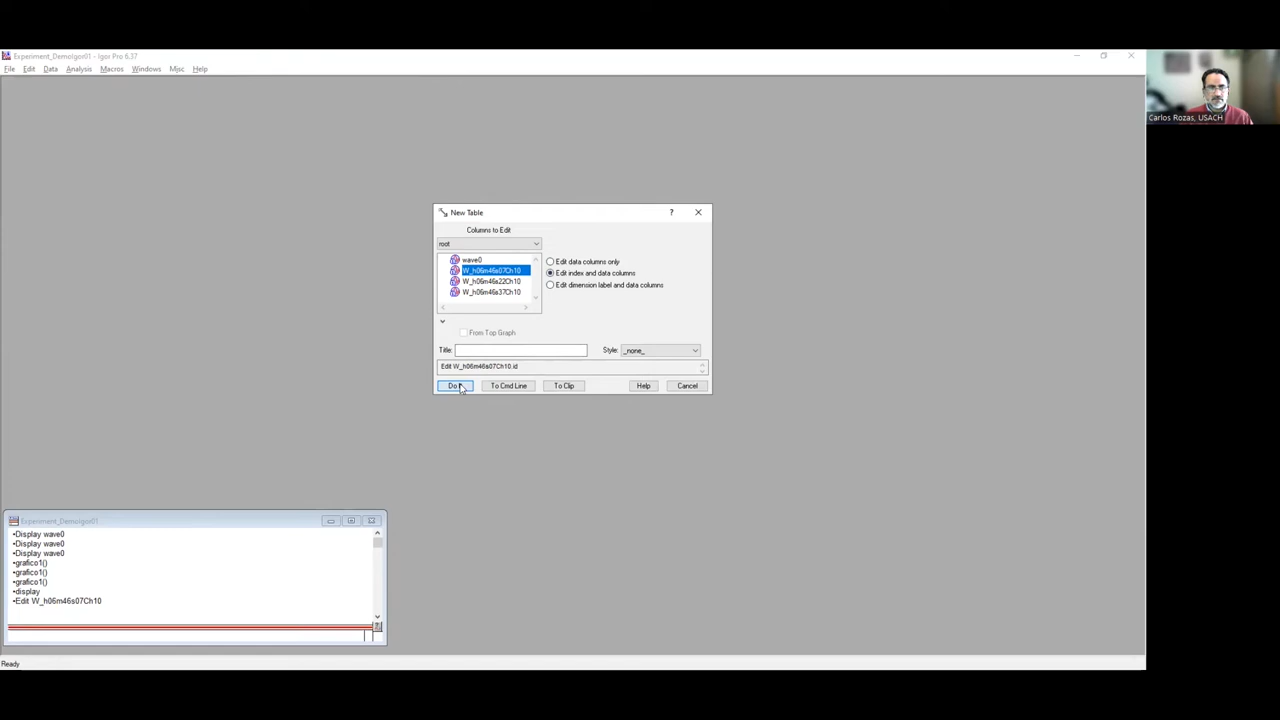 Experiment_DemoIgor01 - Igor Pro 6.37
File Edit Data Analysis Macros Windows Misc Help
Carlos Rozas, USACH
New Table
?
Columns to Edit
root
wave0
W_h06m46s07Ch10
W_h06m46s22Ch10
W_h06m46s37Ch10
Edit data columns only
Edit index and data columns
Edit dimension label and data columns
From Top Graph
Title:
Style: _none_
Edit W_h06m46s07Ch10.id
Do To Cmd Line To Clip Help Cancel
Experiment_DemoIgor01
•Display wave0
•Display wave0
•Display wave0
•grafico1()
•grafico1()
•grafico1()
•display
•Edit W_h06m46s07Ch10
Ready